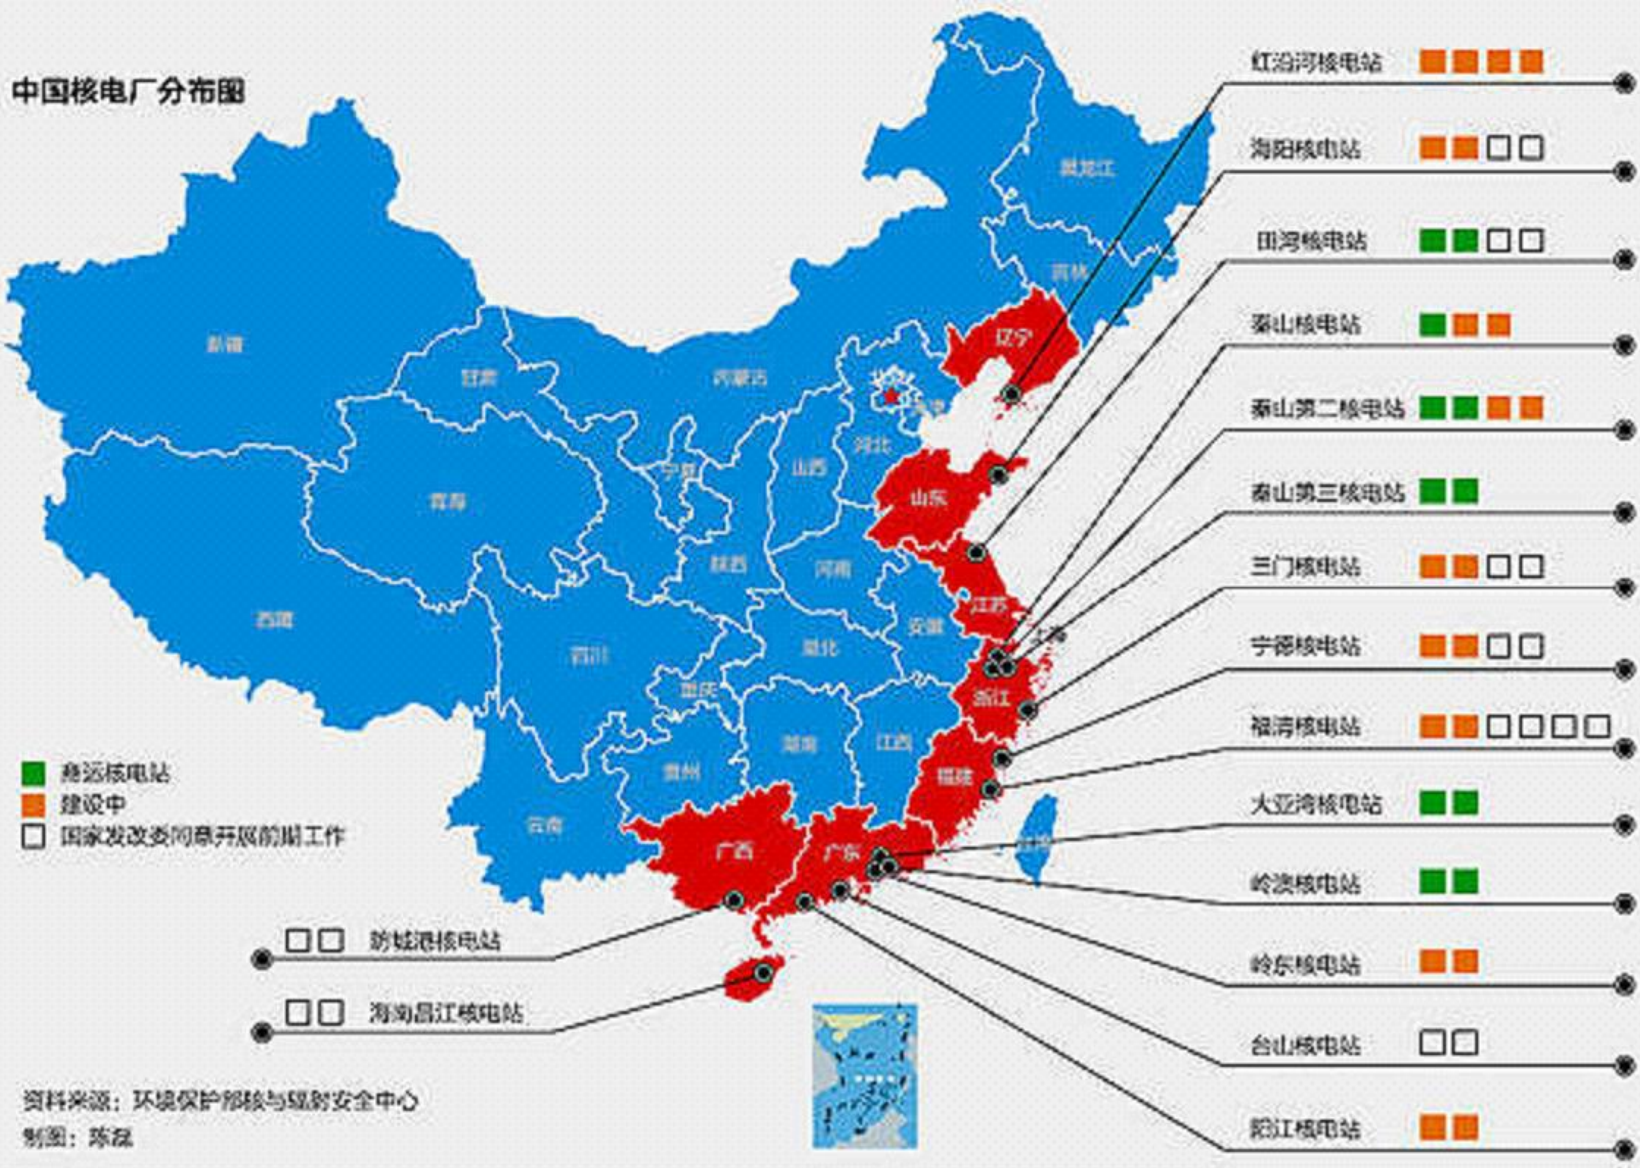 中国核电厂分布图
红沿河核电站
海阳核电站
田湾核电站
秦山核电站
秦山第二核电站
秦山第三核电站
三门核电站
宁德核电站
福清核电站
大亚湾核电站
岭澳核电站
岭东核电站
台山核电站
阳江核电站
防城港核电站
海南昌江核电站
黑龙江
吉林
辽宁
新疆
甘肃
内蒙古
北京
天津
河北
山西
宁夏
青海
山东
陕西
河南
江苏
西藏
安徽
上海
四川
湖北
重庆
浙江
湖南
江西
贵州
福建
云南
广西
广东
台湾
商运核电站
建设中
国家发改委同意开展前期工作
资料来源：环境保护部核与辐射安全中心
制图：陈磊